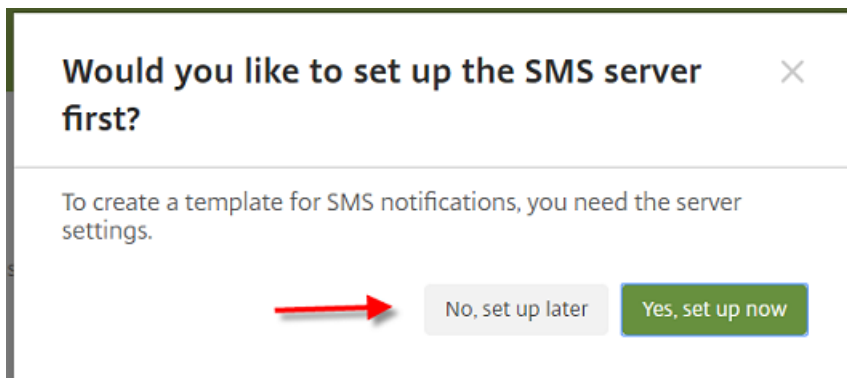 Would you like to set up the SMS server
first?
To create a template for SMS notifications, you need the server
settings.
No, set up later
Yes, set up now